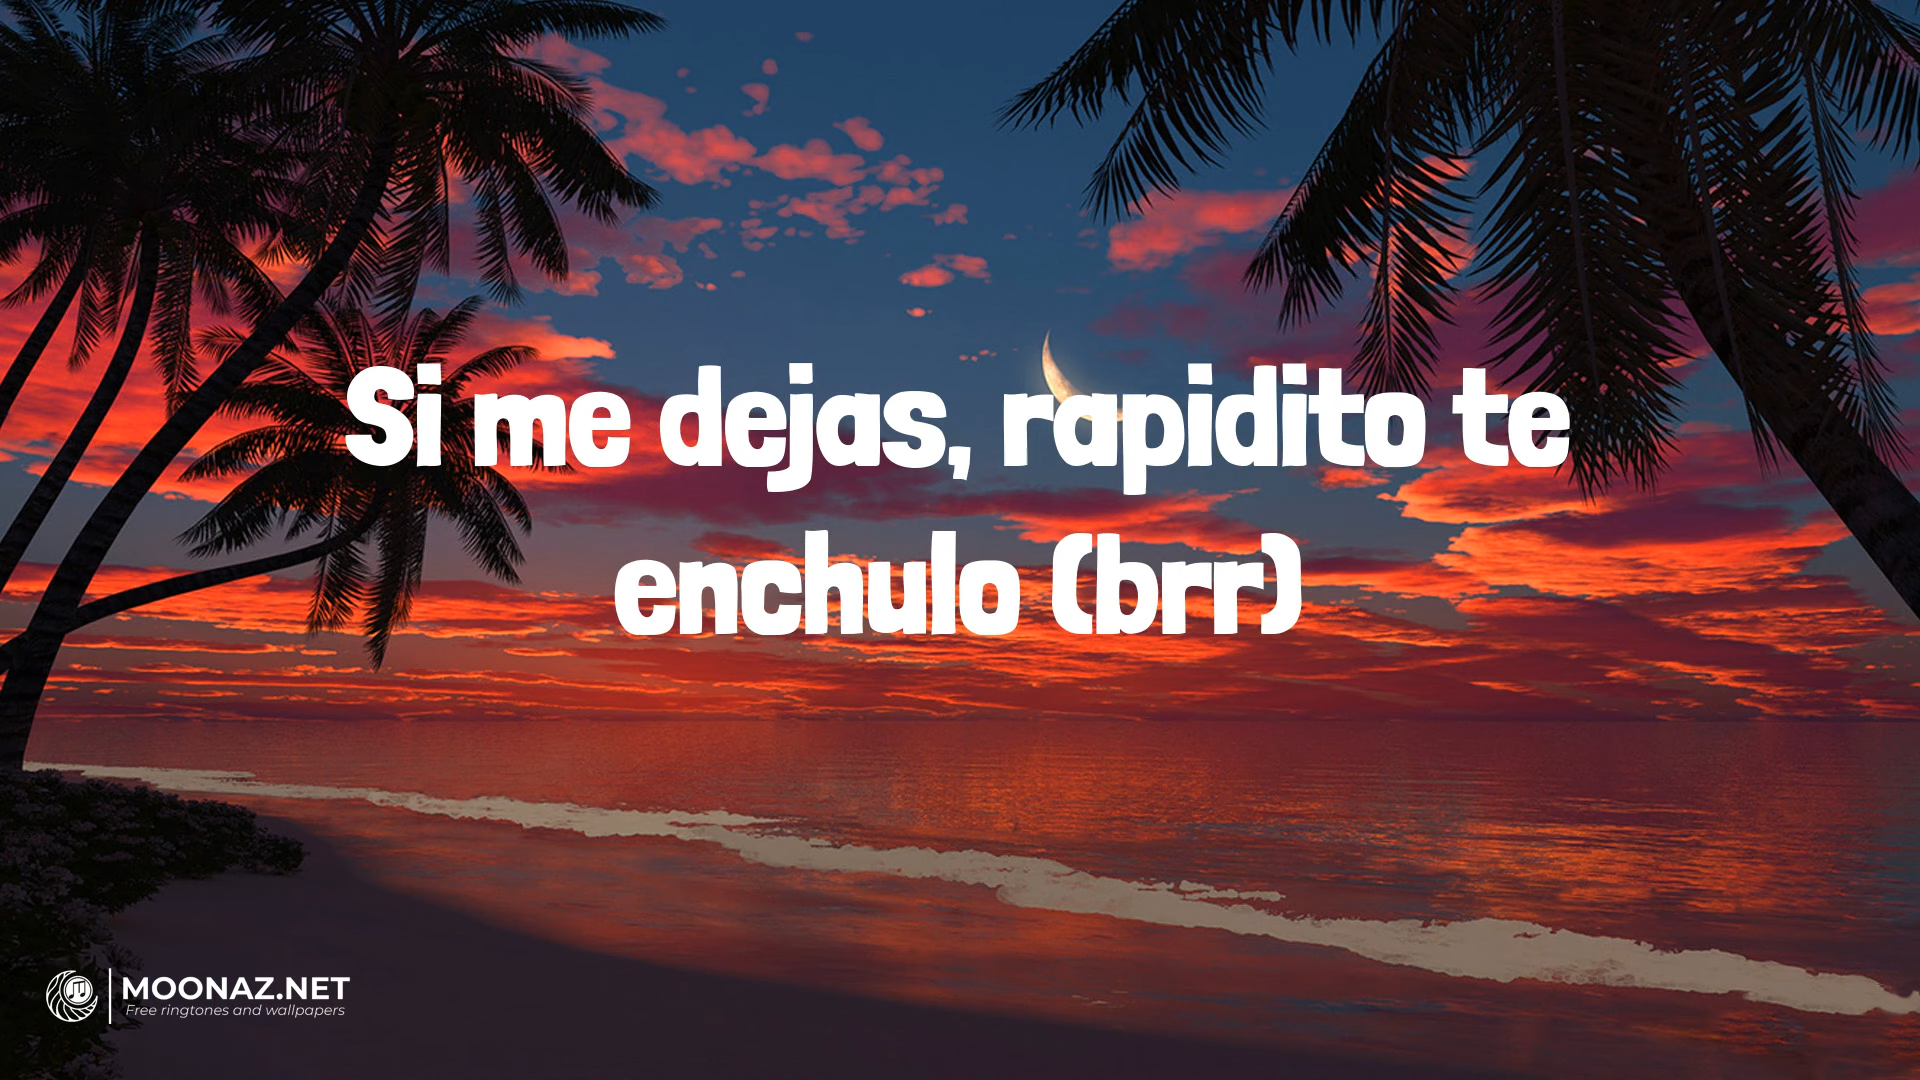 Si me dejas, rapidito te
enchulo (brr)
MOONAZ.NET
Free ringtones and wallpapers